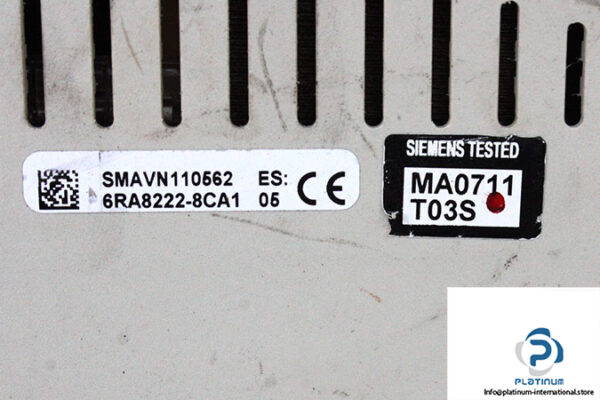 SMAVN110562 ES:
6RA8222-8CA1 05
CE
SIEMENS TESTED
MA0711
T03S
PLATINUM
info@platinum-international.store